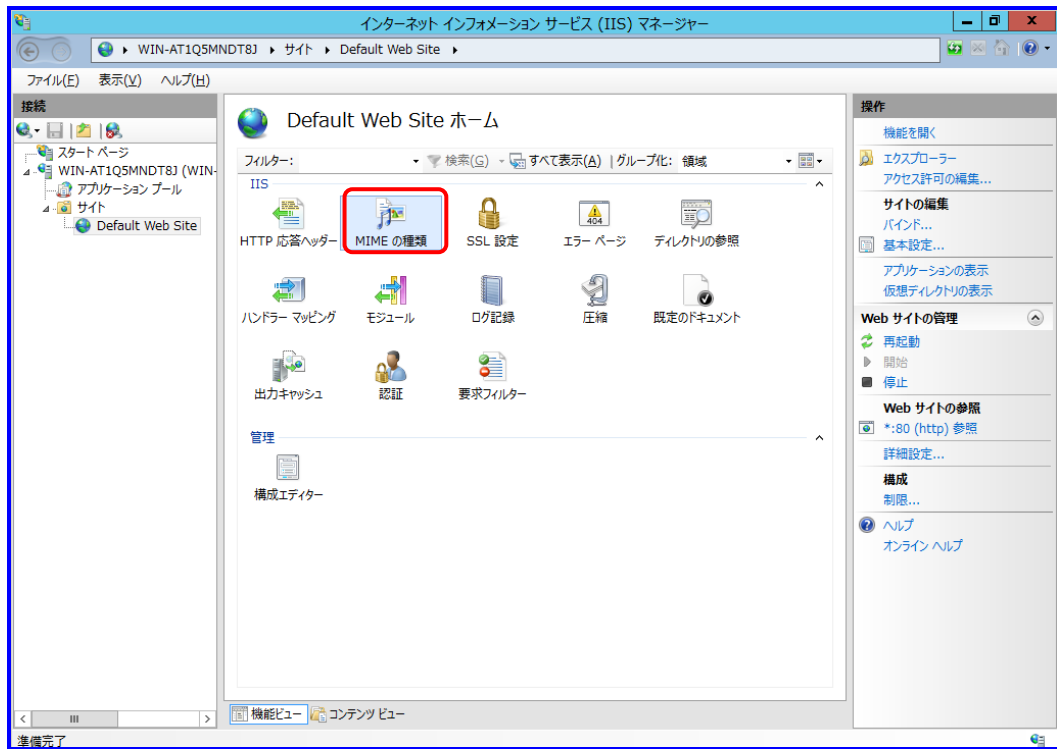 インターネット インフォメーション サービス (IIS) マネージャー
WIN-AT1Q5MNDT8J サイト Default Web Site
ファイル(F) 表示(V) ヘルプ(H)
接続
スタート ページ
WIN-AT1Q5MNDT8J (WIN-
アプリケーション プール
サイト
Default Web Site
Default Web Site ホーム
フィルター: 検索(G) すべて表示(A) グループ化: 領域
IIS
HTTP 応答ヘッダー MIME の種類 SSL 設定 エラー ページ ディレクトリの参照
404
ハンドラー マッピング モジュール ログ記録 圧縮 既定のドキュメント
出力キャッシュ 認証 要求フィルター
管理
構成エディター
機能ビュー コンテンツ ビュー
操作
機能を開く
エクスプローラー
アクセス許可の編集...
サイトの編集
バインド...
基本設定...
アプリケーションの表示
仮想ディレクトリの表示
Web サイトの管理
再起動
開始
停止
Web サイトの参照
*:80 (http) 参照
詳細設定...
構成
制限...
ヘルプ
オンライン ヘルプ
準備完了